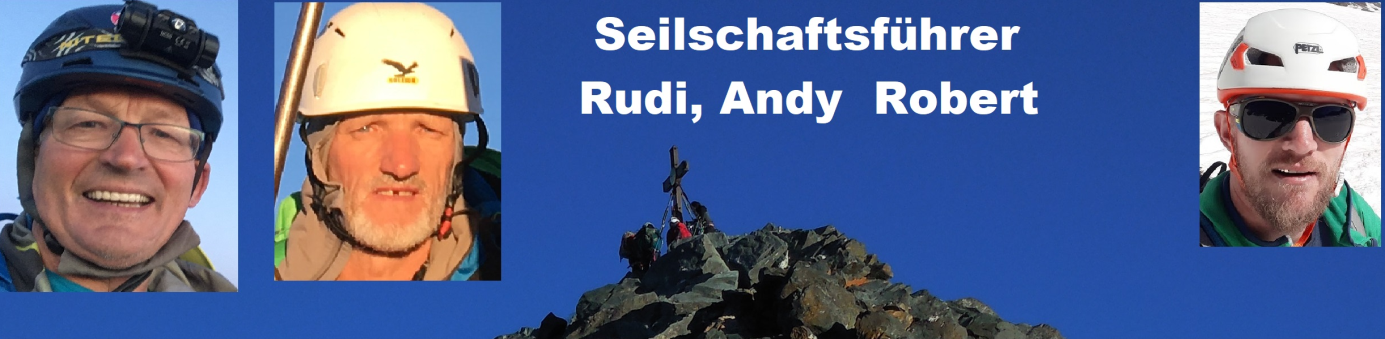 Seilschaftsführer
Rudi, Andy  Robert
PETZL